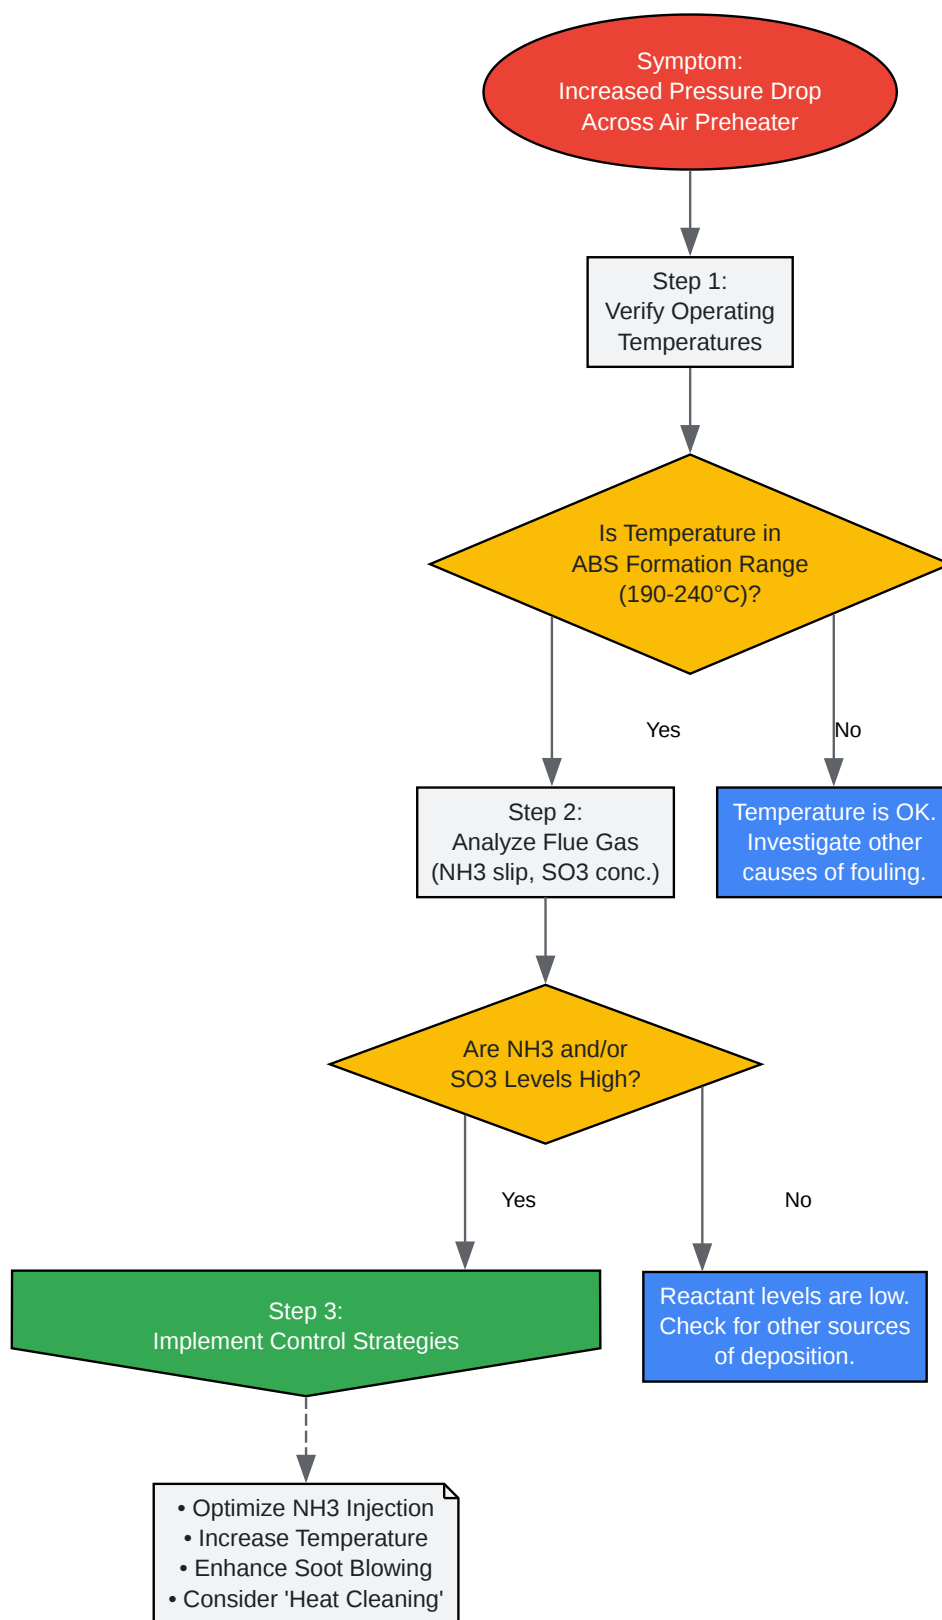 Symptom:
Increased Pressure Drop
Across Air Preheater
Step 1:
Verify Operating
Temperatures
Is Temperature in
ABS Formation Range
(190-240°C)?
Yes
No
Step 2:
Analyze Flue Gas
(NH3 slip, SO3 conc.)
Temperature is OK.
Investigate other
causes of fouling.
Are NH3 and/or
SO3 Levels High?
Yes
No
Step 3:
Implement Control Strategies
Reactant levels are low.
Check for other sources
of deposition.
• Optimize NH3 Injection
• Increase Temperature
• Enhance Soot Blowing
• Consider 'Heat Cleaning'